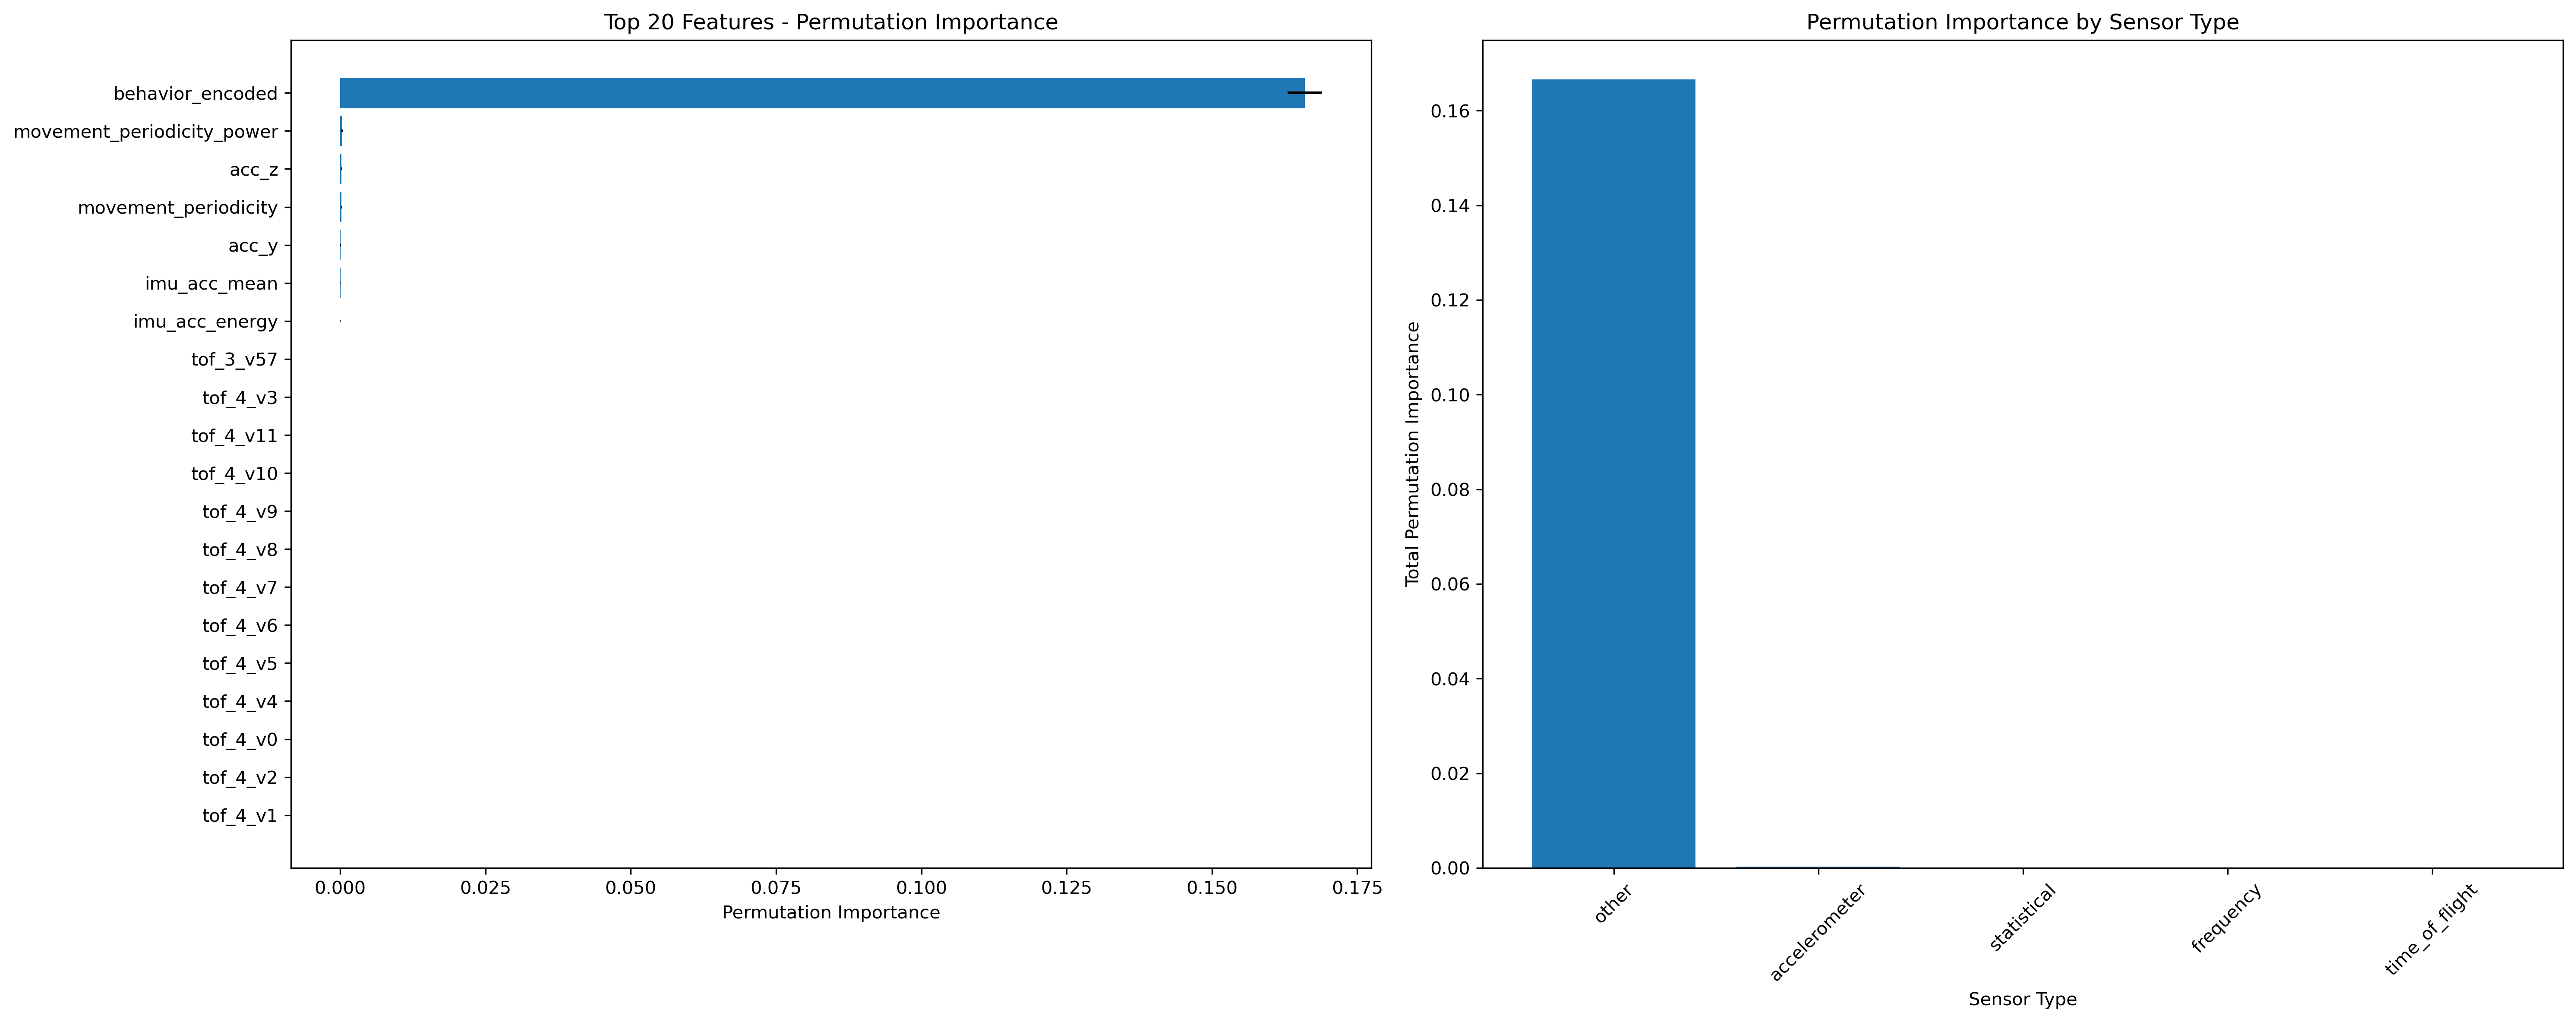 Top 20 Features - Permutation Importance
behavior_encoded
movement_periodicity_power
acc_z
movement_periodicity
acc_y
imu_acc_mean
imu_acc_energy
tof_3_v57
tof_4_v3
tof_4_v11
tof_4_v10
tof_4_v9
tof_4_v8
tof_4_v7
tof_4_v6
tof_4_v5
tof_4_v4
tof_4_v0
tof_4_v2
tof_4_v1
0.000 0.025 0.050 0.075 0.100 0.125 0.150 0.175
Permutation Importance
Permutation Importance by Sensor Type
Total Permutation Importance
0.16
0.14
0.12
0.10
0.08
0.06
0.04
0.02
0.00
other accelerometer statistical frequency time_of_flight
Sensor Type